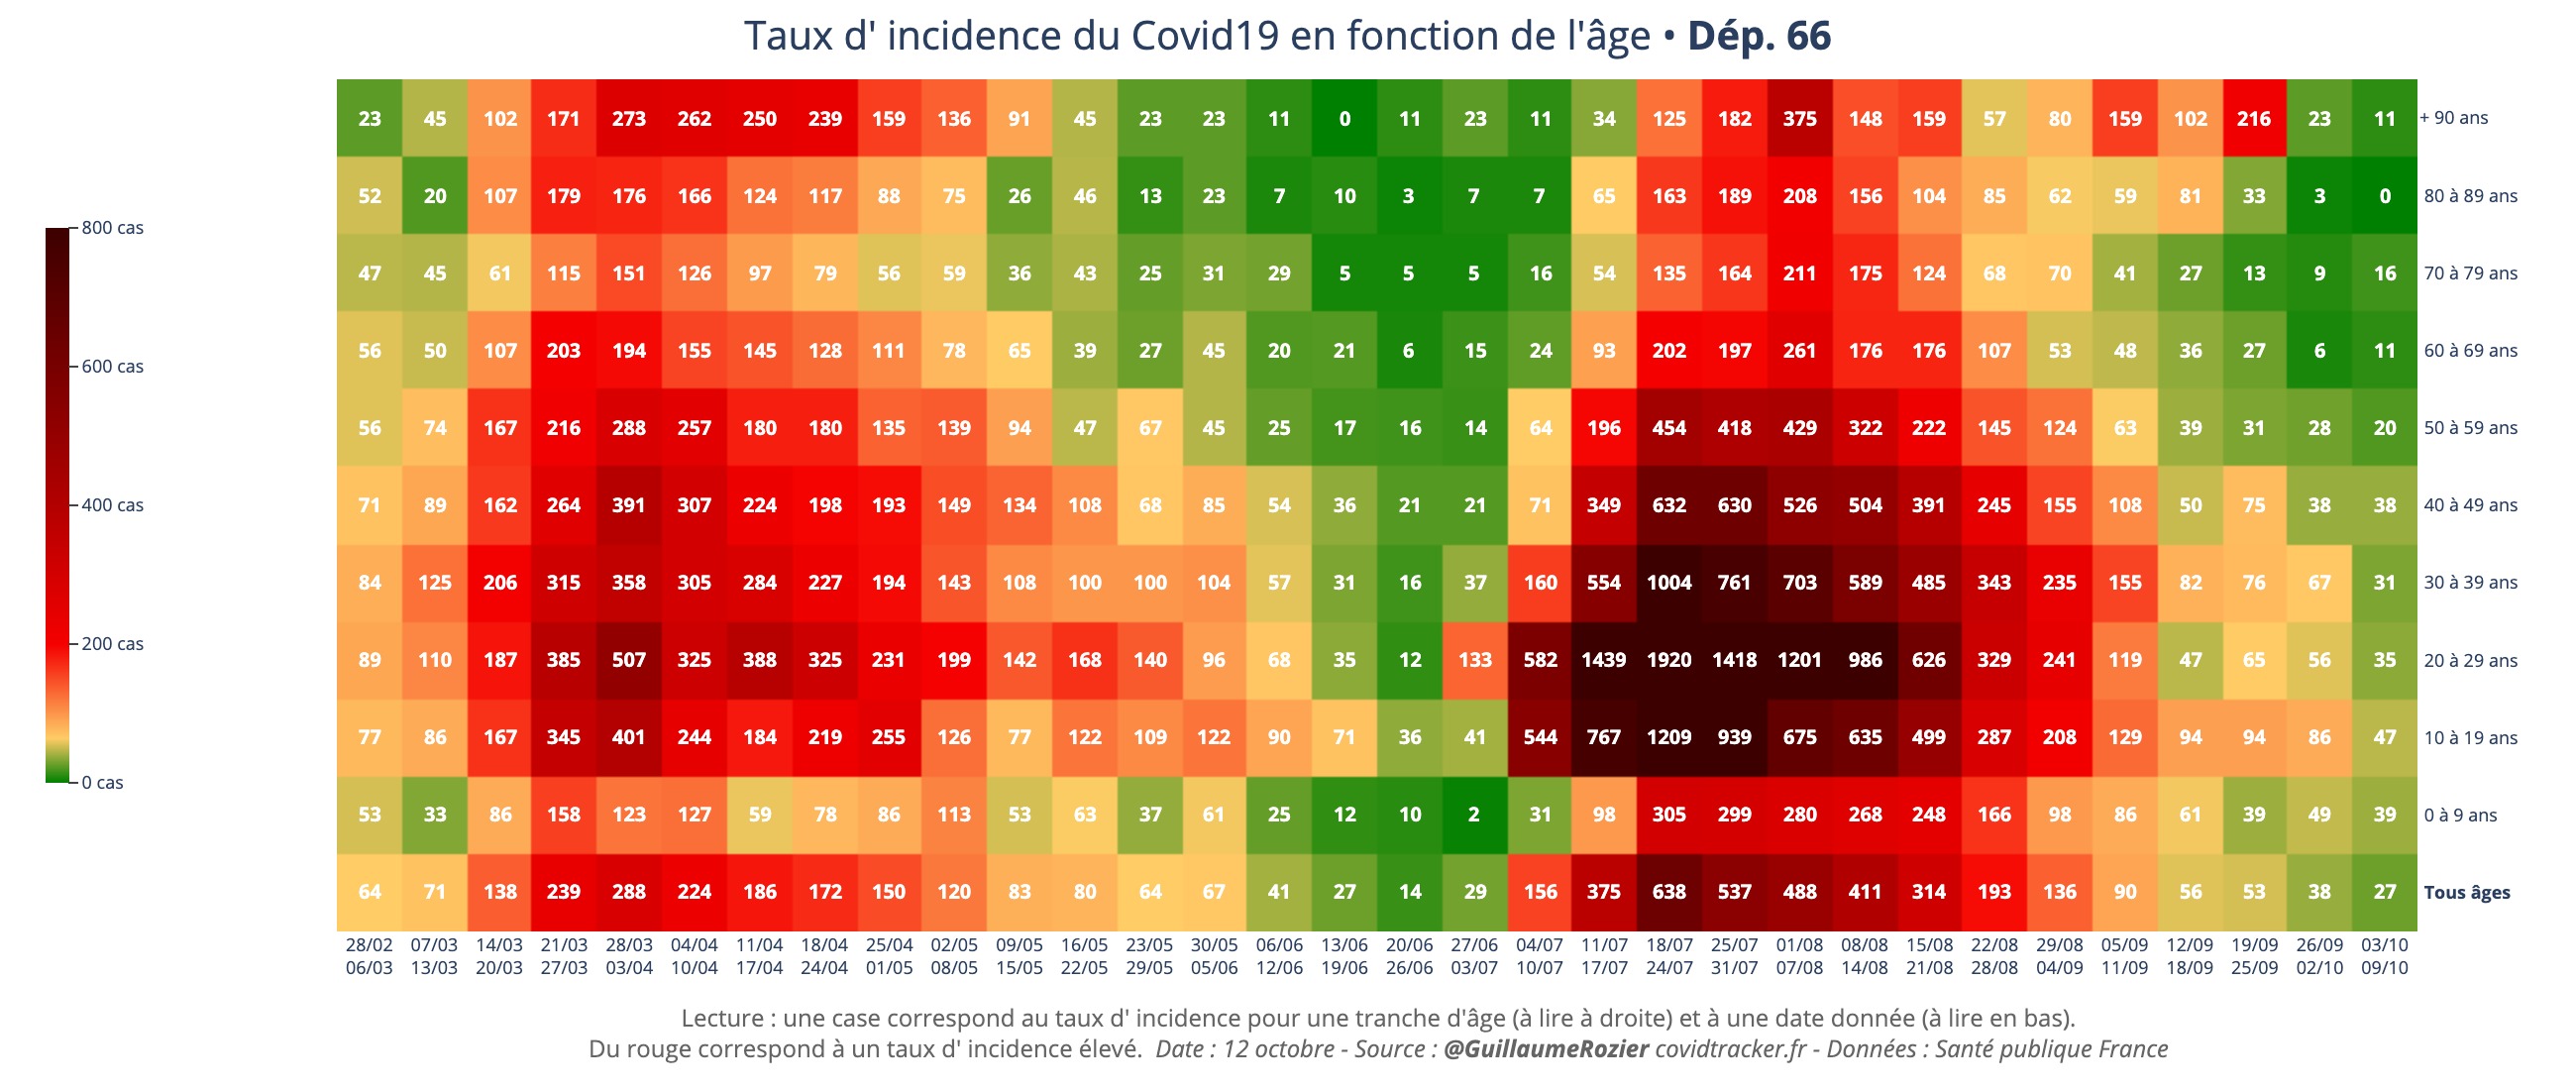 Taux d' incidence du Covid19 en fonction de l'âge • Dép. 66
23 45 102 171 273 262 250 239 159 136 91 45 23 23 11 0 11 23 11 34 125 182 375 148 159 57 80 159 102 216 23 11 + 90 ans
52 20 107 179 176 166 124 117 88 75 26 46 13 23 7 10 3 7 7 65 163 189 208 156 104 85 62 59 81 33 3 0 80 à 89 ans
800 cas
47 45 61 115 151 126 97 79 56 59 36 43 25 31 29 5 5 5 16 54 135 164 211 175 124 68 70 41 27 13 9 16 70 à 79 ans
56 50 107 203 194 155 145 128 111 78 65 39 27 45 20 21 6 15 24 93 202 197 261 176 176 107 53 48 36 27 6 11 60 à 69 ans
600 cas
56 74 167 216 288 257 180 180 135 139 94 47 67 45 25 17 16 14 64 196 454 418 429 322 222 145 124 63 39 31 28 20 50 à 59 ans
400 cas
71 89 162 264 391 307 224 198 193 149 134 108 68 85 54 36 21 21 71 349 632 630 526 504 391 245 155 108 50 75 38 38 40 à 49 ans
84 125 206 315 358 305 284 227 194 143 108 100 100 104 57 31 16 37 160 554 1004 761 703 589 485 343 235 155 82 76 67 31 30 à 39 ans
200 cas
89 110 187 385 507 325 388 325 231 199 142 168 140 96 68 35 12 133 582 1439 1920 1418 1201 986 626 329 241 119 47 65 56 35 20 à 29 ans
77 86 167 345 401 244 184 219 255 126 77 122 109 122 90 71 36 41 544 767 1209 939 675 635 499 287 208 129 94 94 86 47 10 à 19 ans
0 cas
53 33 86 158 123 127 59 78 86 113 53 63 37 61 25 12 10 2 31 98 305 299 280 268 248 166 98 86 61 39 49 39 0 à 9 ans
64 71 138 239 288 224 186 172 150 120 83 80 64 67 41 27 14 29 156 375 638 537 488 411 314 193 136 90 56 53 38 27 Tous âges
28/02 07/03 14/03 21/03 28/03 04/04 11/04 18/04 25/04 02/05 09/05 16/05 23/05 30/05 06/06 13/06 20/06 27/06 04/07 11/07 18/07 25/07 01/08 08/08 15/08 22/08 29/08 05/09 12/09 19/09 26/09 03/10
06/03 13/03 20/03 27/03 03/04 10/04 17/04 24/04 01/05 08/05 15/05 22/05 29/05 05/06 12/06 19/06 26/06 03/07 10/07 17/07 24/07 31/07 07/08 14/08 21/08 28/08 04/09 11/09 18/09 25/09 02/10 09/10
Lecture : une case correspond au taux d' incidence pour une tranche d'âge (à lire à droite) et à une date donnée (à lire en bas).
Du rouge correspond à un taux d' incidence élevé. Date : 12 octobre - Source : @GuillaumeRozier covidtracker.fr - Données : Santé publique France